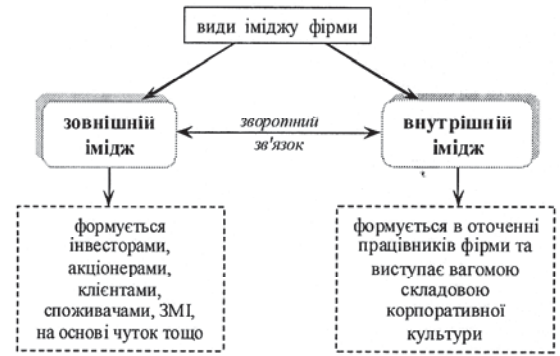 види іміджу фірми
зовнішній
імідж
зворотний
зв'язок
внутрішній
імідж
формується
інвесторами,
акціонерами,
клієнтами,
споживачами, ЗМІ,
на основі чуток тощо
формується в оточенні
працівників фірми та
виступає вагомою
складовою
корпоративної
культури